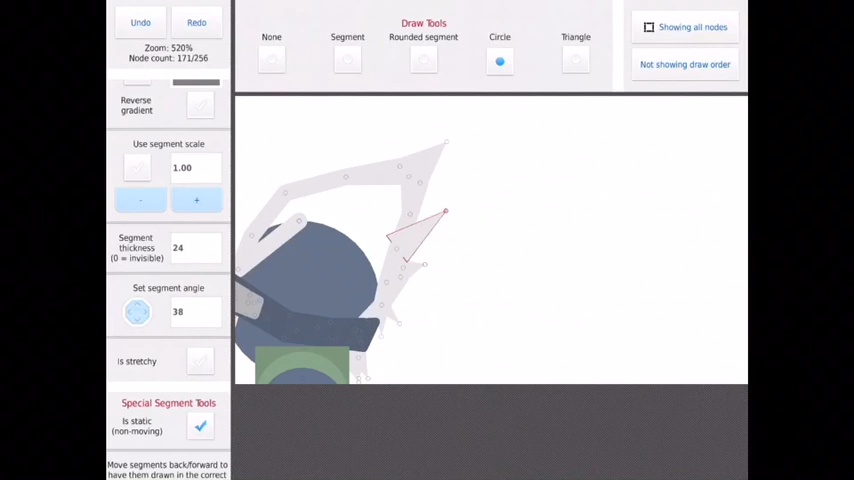 Undo
Redo
Zoom: 520%
Node count: 171/256
Draw Tools
None
Segment
Rounded segment
Circle
Triangle
Showing all nodes
Not showing draw order
Reverse
gradient
Use segment scale
1.00
-
+
Segment
thickness
(0 = invisible)
24
Set segment angle
38
Is stretchy
Special Segment Tools
Is static
(non-moving)
Move segments back/forward to
have them drawn in the correct